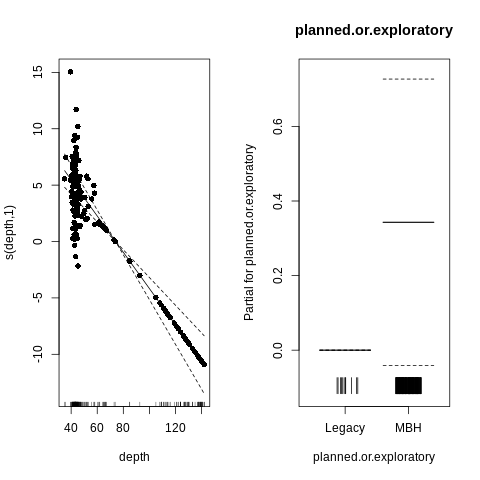 planned.or.exploratory
s(depth,1)
15
10
5
0
-5
-10
40
60
80
120
depth
Partial for planned.or.exploratory
0.6
0.4
0.2
0.0
Legacy
MBH
planned.or.exploratory